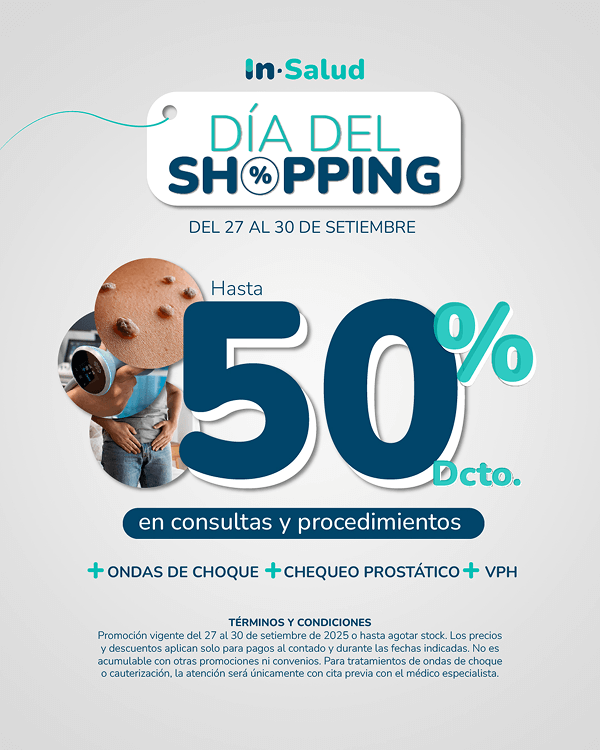 In·Salud
DÍA DEL
SH%PPING
DEL 27 AL 30 DE SETIEMBRE
Hasta
50%
Dcto.
en consultas y procedimientos
+ ONDAS DE CHOQUE + CHEQUEO PROSTÁTICO + VPH
TÉRMINOS Y CONDICIONES
Promoción vigente del 27 al 30 de setiembre de 2025 o hasta agotar stock. Los precios
y descuentos aplican solo para pagos al contado y durante las fechas indicadas. No es
acumulable con otras promociones ni convenios. Para tratamientos de ondas de choque
o cauterización, la atención será únicamente con cita previa con el médico especialista.